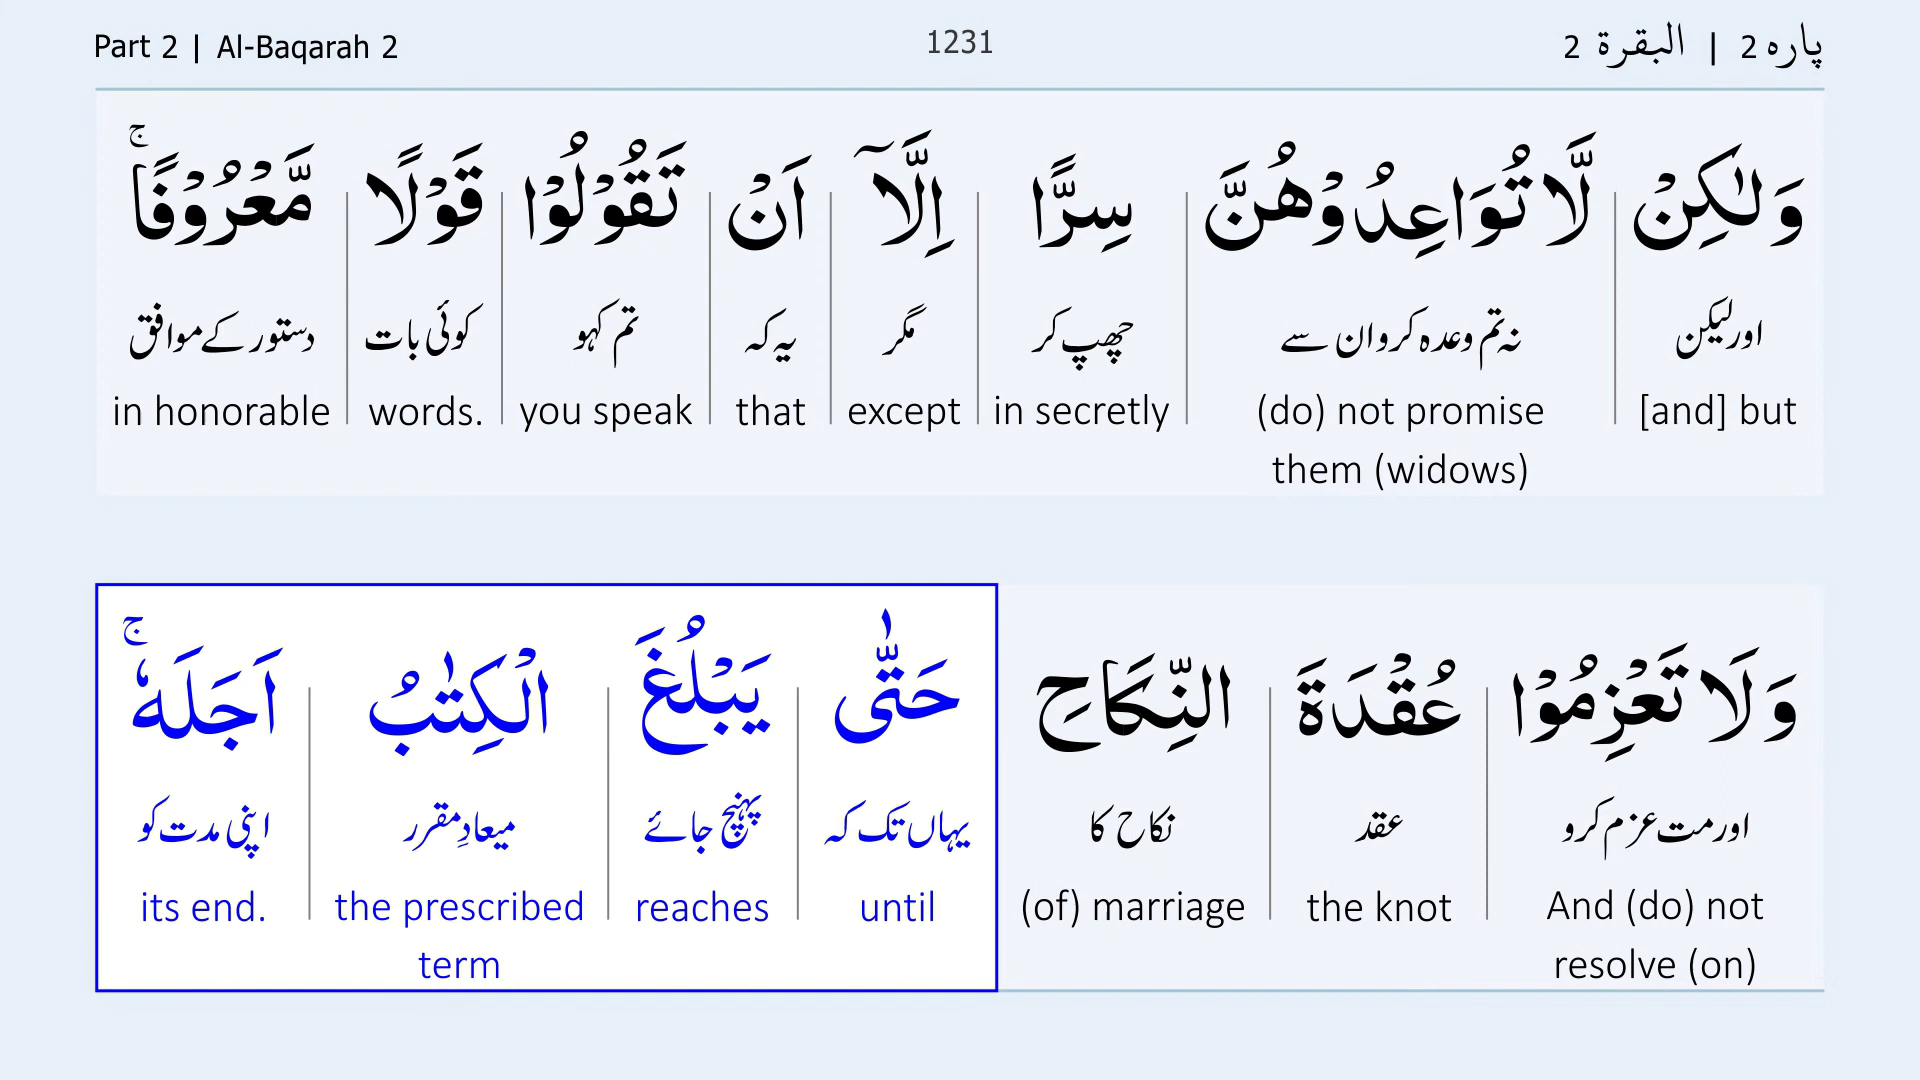 Part 2 | Al-Baqarah 2
1231
پارہ 2 | البقرة 2
وَلٰكِنْ لَّا تُوَاعِدُوْهُنَّ سِرًّا اِلَّآ اَنْ تَقُوْلُوْا قَوْلًا مَّعْرُوْفًا ۚ
اور لیکن نہ تم وعدہ کرو ان سے چھپ کر مگر یہ کہ تم کہو کوئی بات دستور کے موافق
[and] but (do) not promise them (widows) in secretly except that you speak words. in honorable
وَلَا تَعْزِمُوْا عُقْدَةَ النِّكَاحِ حَتّٰى يَبْلُغَ الْكِتٰبُ اَجَلَهٗ ۚ
اور مت عزم کرو عقد نکاح کا یہاں تک کہ پہنچ جائے میعادِ مقرر اپنی مدت کو
And (do) not resolve (on) the knot (of) marriage until reaches the prescribed term its end.